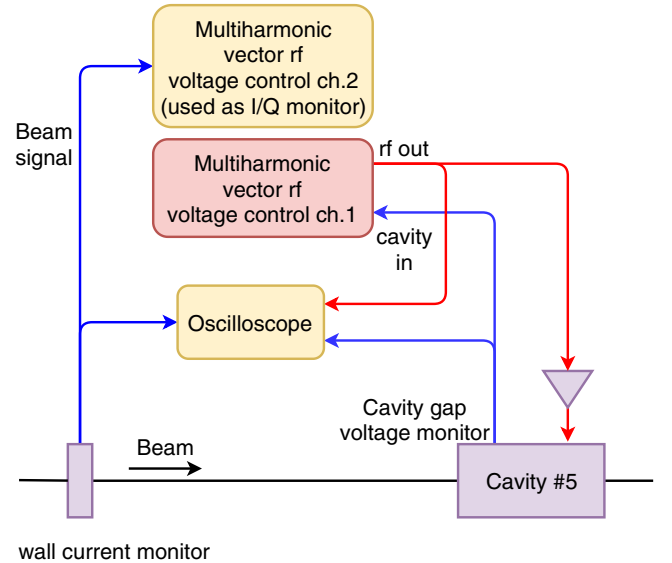 Multiharmonic
vector rf
voltage control ch.2
(used as I/Q monitor)
Beam
signal
rf out
Multiharmonic
vector rf
voltage control ch.1
cavity
in
Oscilloscope
Cavity gap
voltage monitor
Beam
Cavity #5
wall current monitor